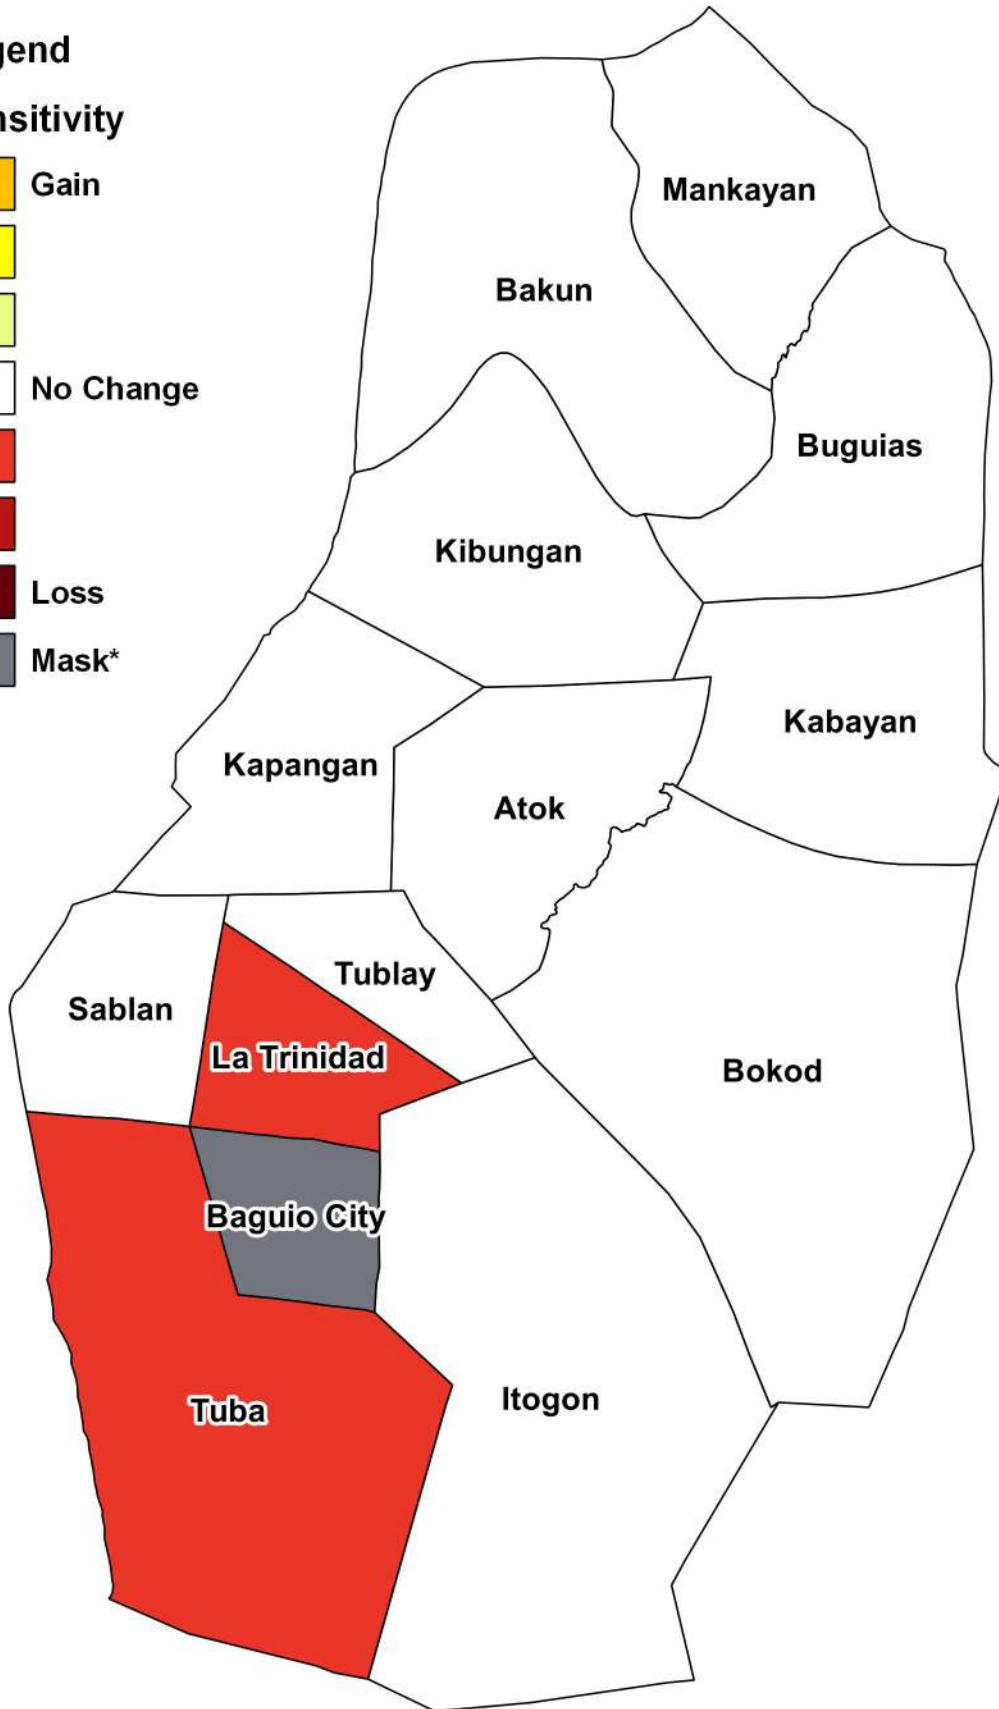 gend
nsitivity
Gain
No Change
Loss
Mask*
Mankayan
Bakun
Buguias
Kibungan
Kabayan
Kapangan
Atok
Tublay
Sablan
La Trinidad
Bokod
Baguio City
Itogon
Tuba